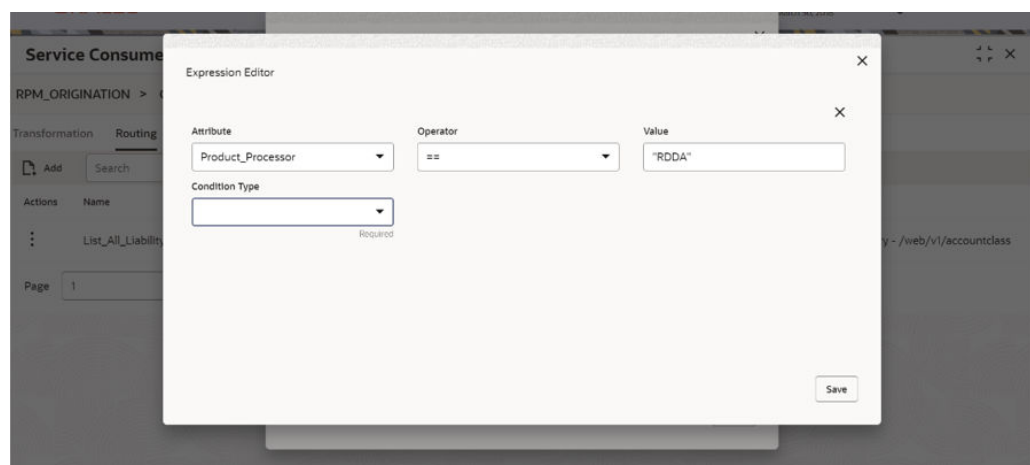 Service Consume
Expression Editor
RPM_ORIGINATION >
Transformation Routing
Attribute Operator Value
Product_Processor == "RDDA"
Add Search
Condition Type
Actions Name
Required
List_All_Liability y - /web/v1/accountclass
Page 1
Save